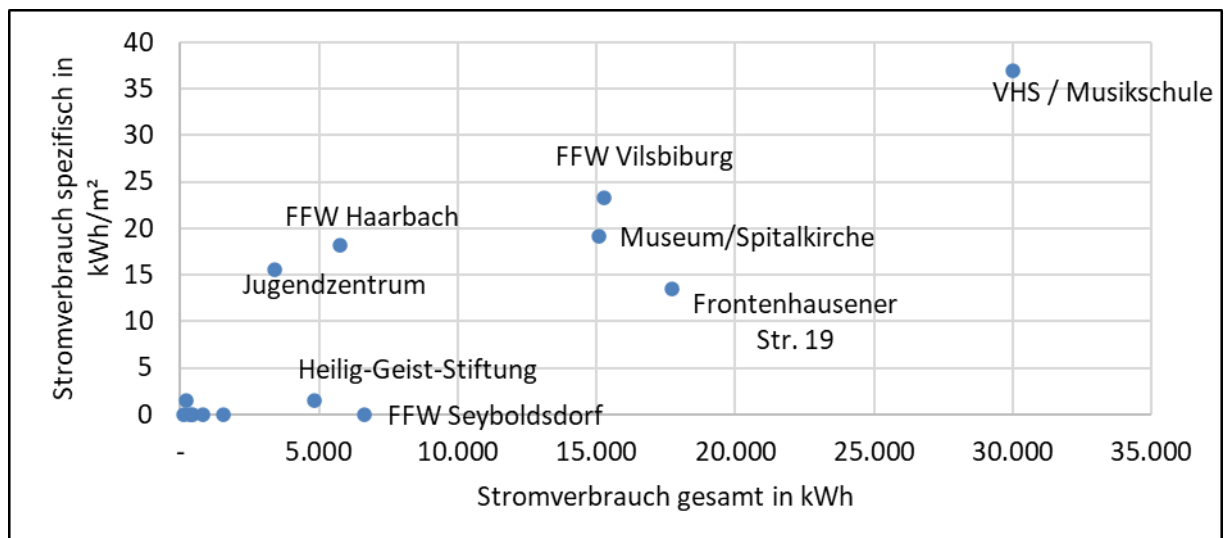 Stromverbrauch spezifisch in
kWh/m²
40
35
30
25
20
15
10
5
0
VHS / Musikschule
FFW Vilsbiburg
FFW Haarbach
Museum/Spitalkirche
Jugendzentrum
Frontenhausener
Str. 19
Heilig-Geist-Stiftung
FFW Seyboldsdorf
-
5.000
10.000
15.000
20.000
25.000
30.000
35.000
Stromverbrauch gesamt in kWh